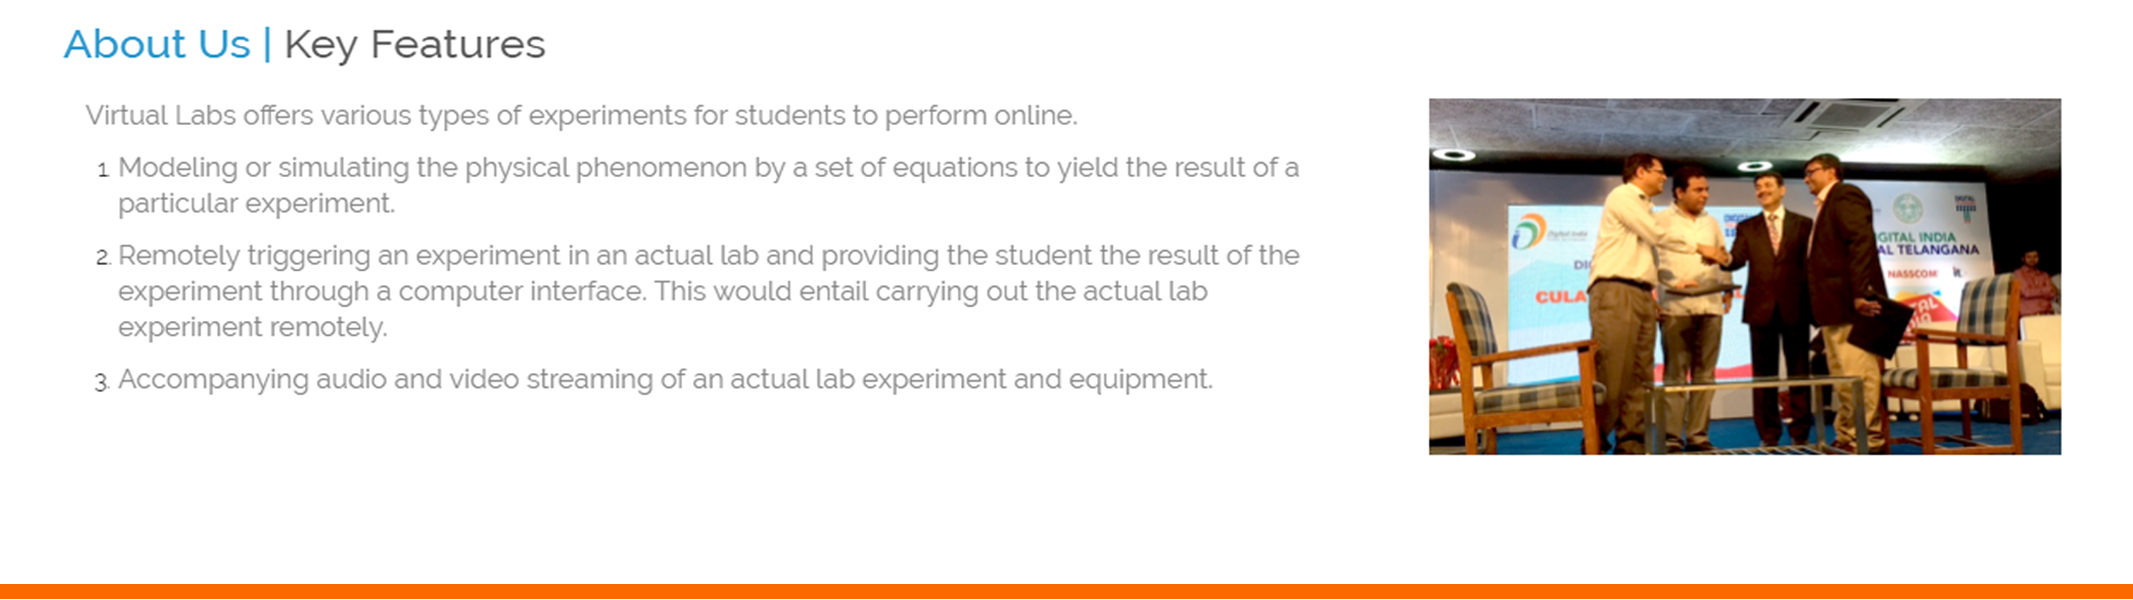 About Us | Key Features
Virtual Labs offers various types of experiments for students to perform online.
1. Modeling or simulating the physical phenomenon by a set of equations to yield the result of a
particular experiment.
2. Remotely triggering an experiment in an actual lab and providing the student the result of the
experiment through a computer interface. This would entail carrying out the actual lab
experiment remotely.
3. Accompanying audio and video streaming of an actual lab experiment and equipment.
Digital India
DIGITAL
IGITAL INDIA
AL TELANGANA
NASSCOM
CULA